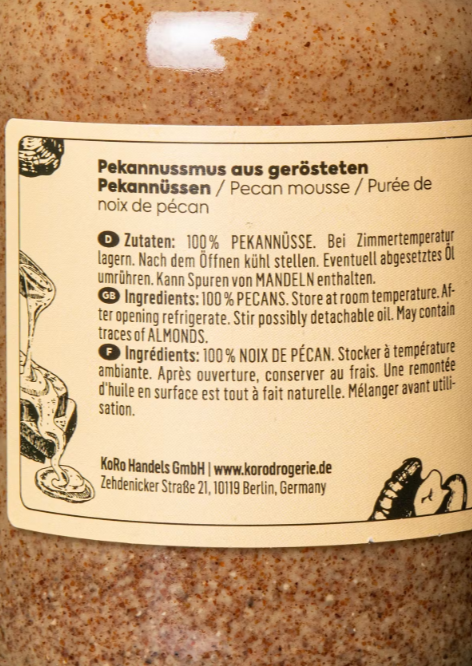 Pekannussmus aus gerösteten
Pekannüssen / Pecan mousse / Purée de
noix de pécan
D Zutaten: 100% PEKANNÜSSE. Bei Zimmertemperatur
lagern. Nach dem Öffnen kühl stellen. Eventuell abgesetztes Öl
umrühren. Kann Spuren von MANDELN enthalten.
GB Ingredients: 100 % PECANS. Store at room temperature. Af-
ter opening refrigerate. Stir possibly detachable oil. May contain
traces of ALMONDS.
F Ingrédients: 100 % NOIX DE PÉCAN. Stocker à température
ambiante. Après ouverture, conserver au frais. Une remontée
d'huile en surface est tout à fait naturelle. Mélanger avant utili-
sation.
KoRo Handels GmbH | www.korodrogerie.de
Zehdenicker Straße 21, 10119 Berlin, Germany